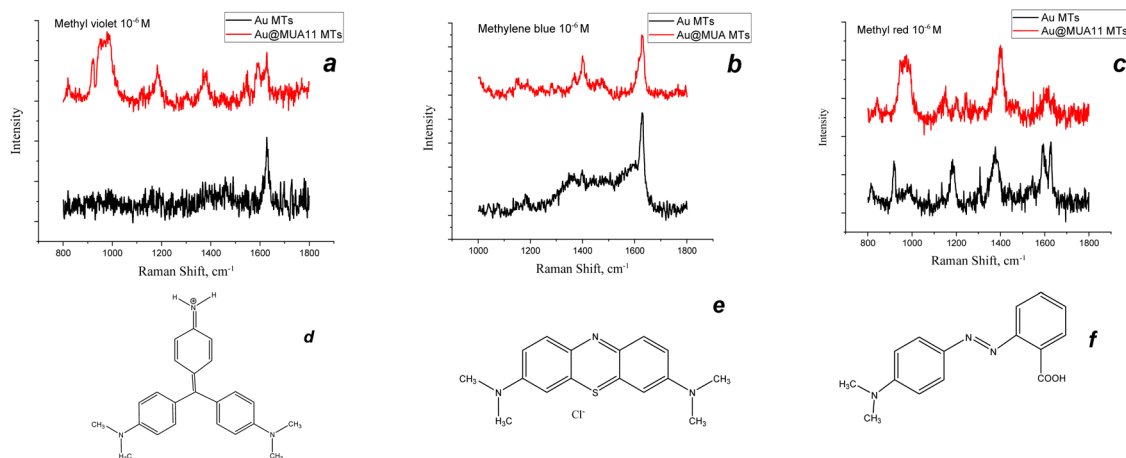 Methyl violet 10⁻⁶ M
Au MTs
Au@MUA11 MTs
a
Intensity
800 1000 1200 1400 1600 1800
Raman Shift, cm⁻¹
Methylene blue 10⁻⁶ M
Au MTs
Au@MUA MTs
b
Intensity
1000 1200 1400 1600 1800
Raman Shift, cm⁻¹
Methyl red 10⁻⁶ M
Au MTs
Au@MUA11 MTs
c
Intensity
800 1000 1200 1400 1600 1800
Raman Shift, cm⁻¹
H H
N
⊕
d
CH₃ N
H₃C
N CH₃
CH₃
e
N
H₃C N
H₃C
S
Cl⁻
N CH₃
CH₃
f
N N
COOH
H₃C N
CH₃